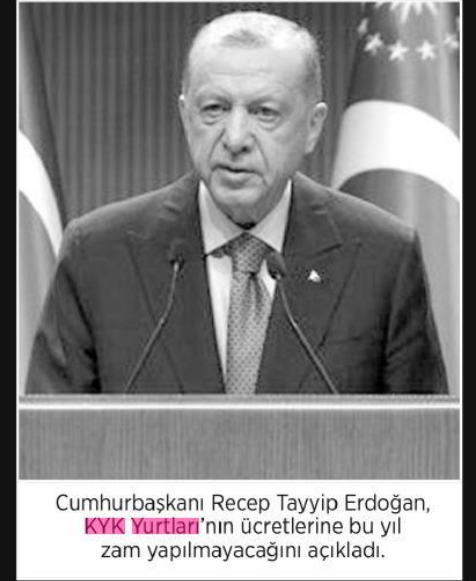 Cumhurbaşkanı Recep Tayyip Erdoğan,
KYK Yurtları'nın ücretlerine bu yıl
zam yapılmayacağını açıkladı.